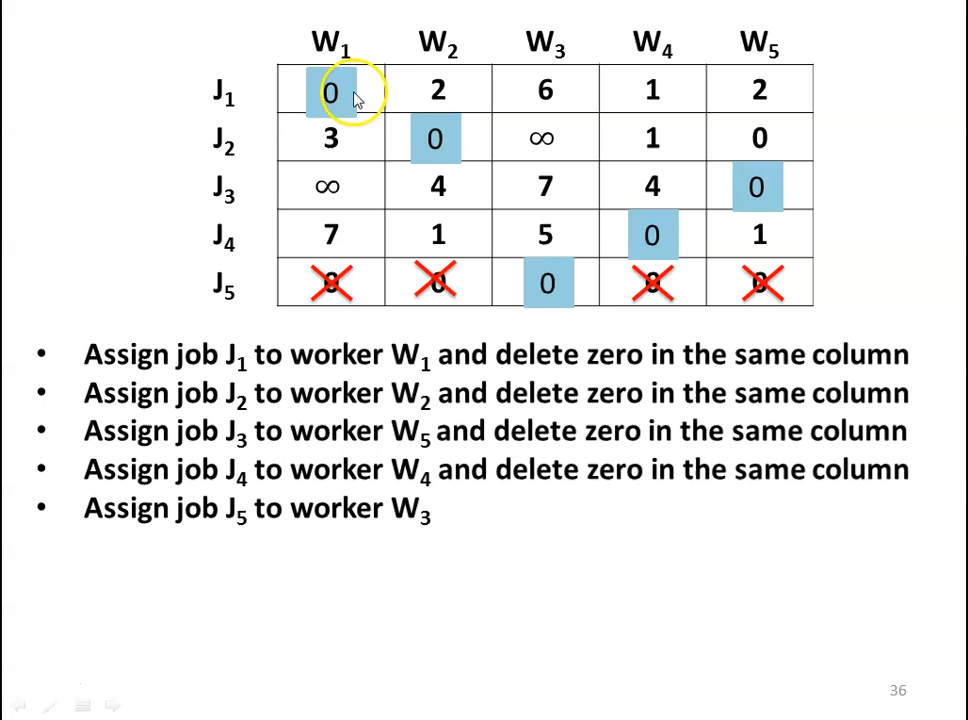 W₁ W₂ W₃ W₄ W₅
J₁ 0 2 6 1 2
J₂ 3 0 ∞ 1 0
J₃ ∞ 4 7 4 0
J₄ 7 1 5 0 1
J₅ 0 0 0 0 0
• Assign job J₁ to worker W₁ and delete zero in the same column
• Assign job J₂ to worker W₂ and delete zero in the same column
• Assign job J₃ to worker W₅ and delete zero in the same column
• Assign job J₄ to worker W₄ and delete zero in the same column
• Assign job J₅ to worker W₃
36